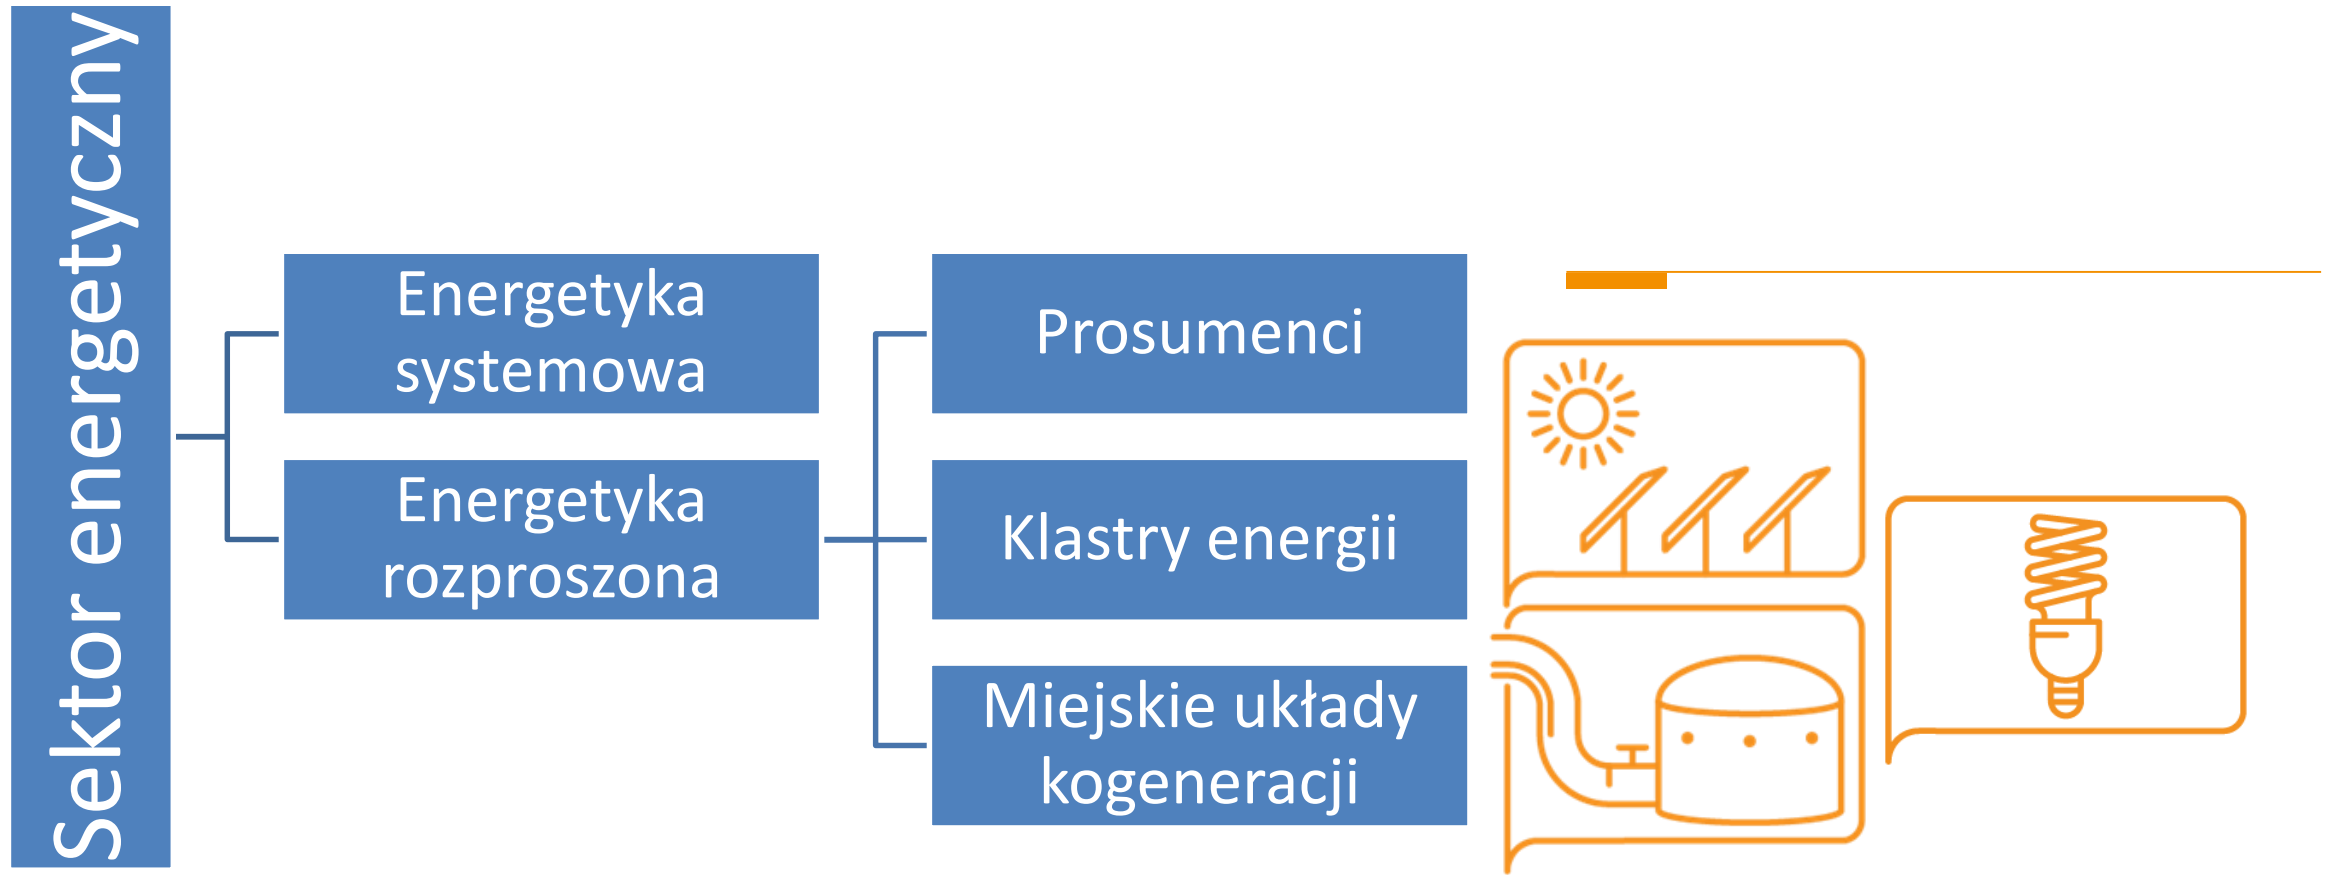 Sektor energetyczny
Energetyka
systemowa
Energetyka
rozproszona
Prosumenci
Klastry energii
Miejskie układy
kogeneracji